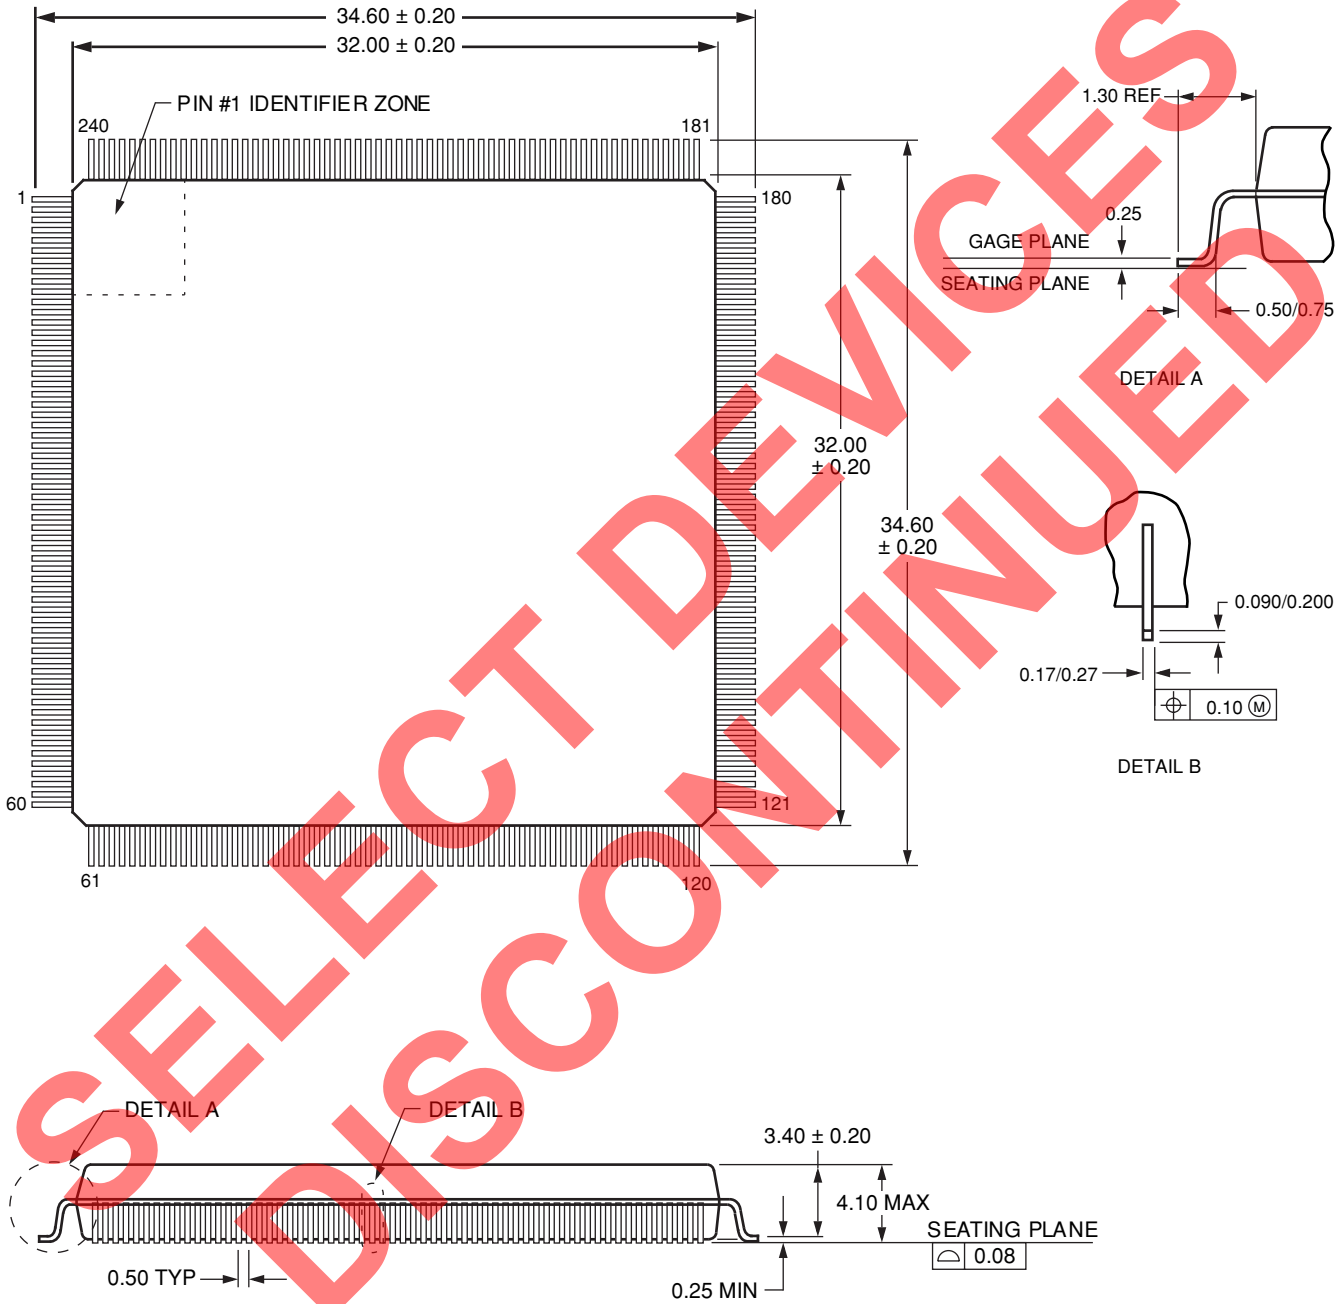 34.60 ± 0.20
32.00 ± 0.20
PIN #1 IDENTIFIER ZONE
240
181
1
180
60
121
61
120
32.00
± 0.20
34.60
± 0.20
1.30 REF
0.25
GAGE PLANE
SEATING PLANE
0.50/0.75
DETAIL A
0.090/0.200
0.17/0.27
0.10 Ⓜ
DETAIL B
SELECT DEVICES
DISCONTINUED
DETAIL A
DETAIL B
3.40 ± 0.20
4.10 MAX
SEATING PLANE
0.08
0.50 TYP
0.25 MIN